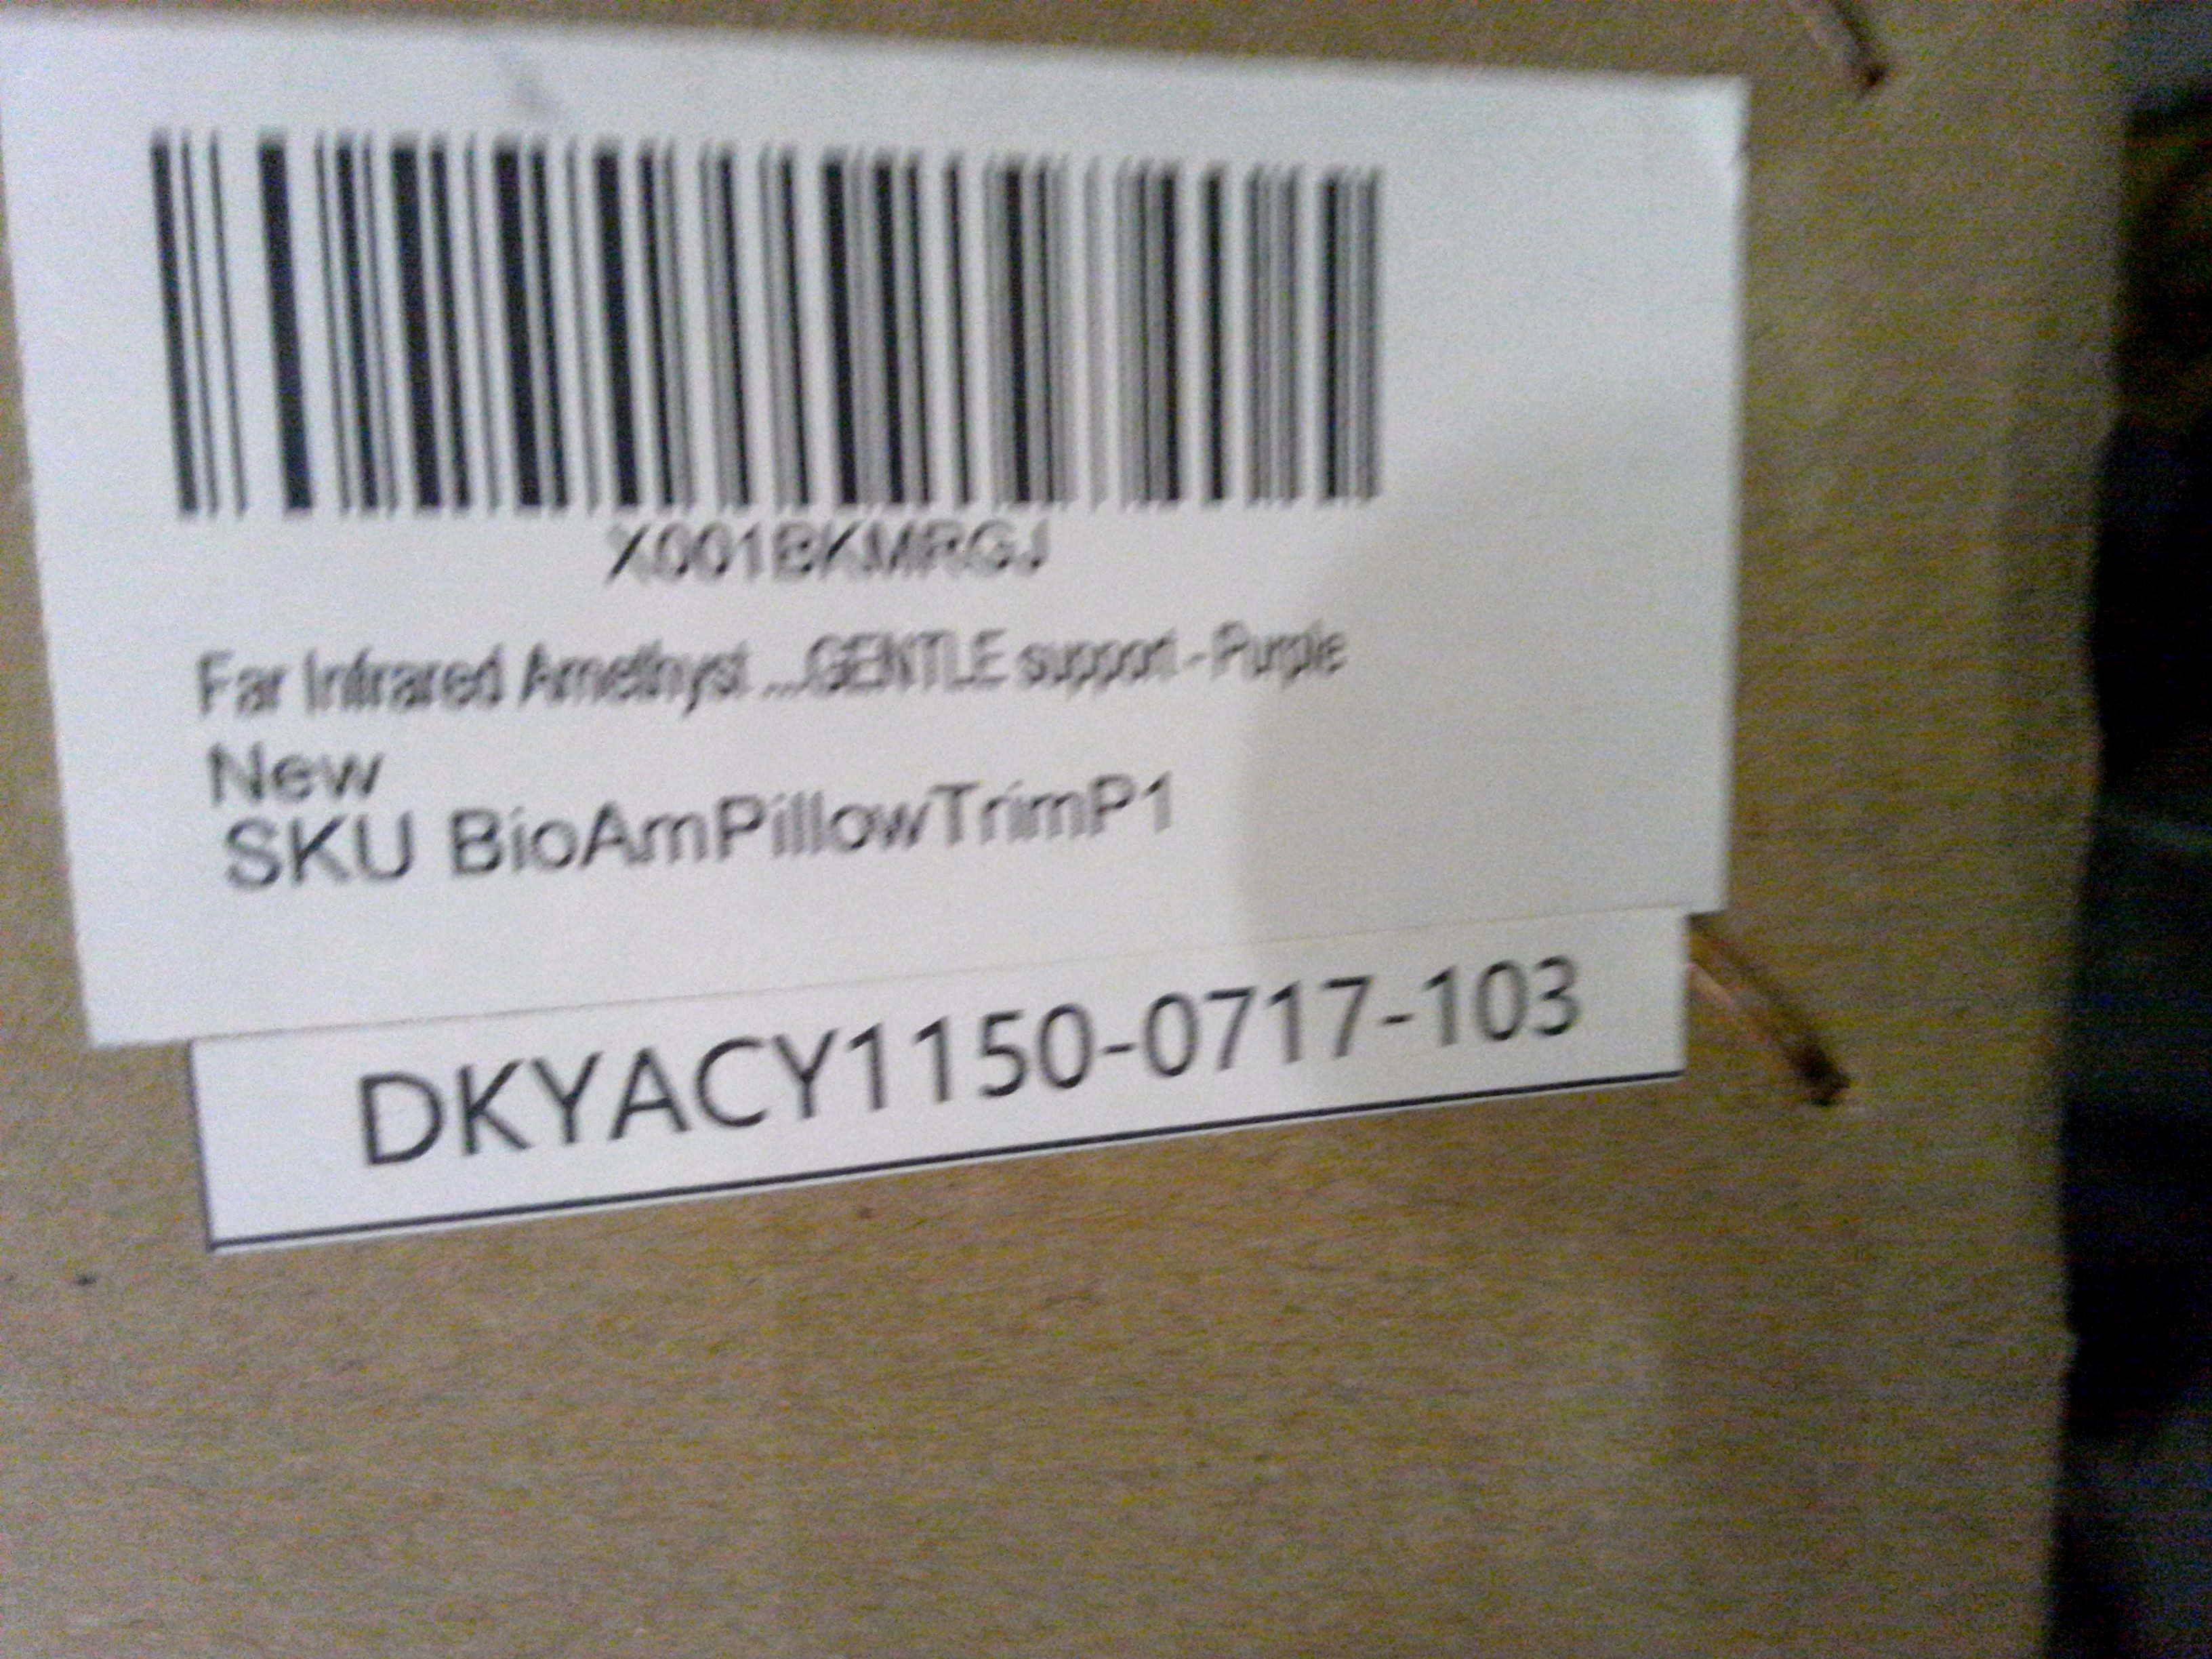 X001BKMRGJ
Far Infrared Amethyst ...GENTLE support - Purple
New
SKU BioAmPillowTrimP1
DKYACY1150-0717-103